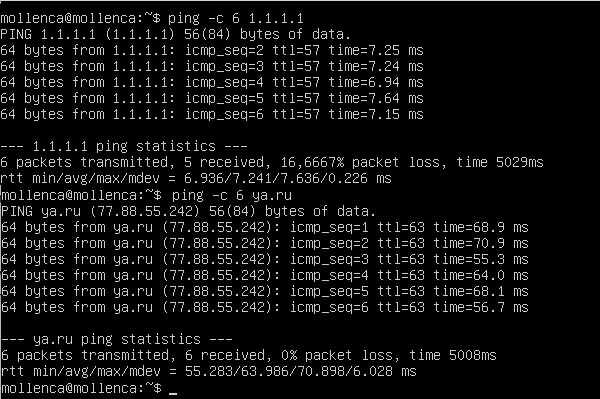 mollenca@mollenca:~$ ping -c 6 1.1.1.1
PING 1.1.1.1 (1.1.1.1) 56(84) bytes of data.
64 bytes from 1.1.1.1: icmp_seq=2 ttl=57 time=7.25 ms
64 bytes from 1.1.1.1: icmp_seq=3 ttl=57 time=7.24 ms
64 bytes from 1.1.1.1: icmp_seq=4 ttl=57 time=6.94 ms
64 bytes from 1.1.1.1: icmp_seq=5 ttl=57 time=7.64 ms
64 bytes from 1.1.1.1: icmp_seq=6 ttl=57 time=7.15 ms
--- 1.1.1.1 ping statistics ---
6 packets transmitted, 5 received, 16,6667% packet loss, time 5029ms
rtt min/avg/max/mdev = 6.936/7.241/7.636/0.226 ms
mollenca@mollenca:~$ ping -c 6 ya.ru
PING ya.ru (77.88.55.242) 56(84) bytes of data.
64 bytes from ya.ru (77.88.55.242): icmp_seq=1 ttl=63 time=68.9 ms
64 bytes from ya.ru (77.88.55.242): icmp_seq=2 ttl=63 time=70.9 ms
64 bytes from ya.ru (77.88.55.242): icmp_seq=3 ttl=63 time=55.3 ms
64 bytes from ya.ru (77.88.55.242): icmp_seq=4 ttl=63 time=64.0 ms
64 bytes from ya.ru (77.88.55.242): icmp_seq=5 ttl=63 time=68.1 ms
64 bytes from ya.ru (77.88.55.242): icmp_seq=6 ttl=63 time=56.7 ms
--- ya.ru ping statistics ---
6 packets transmitted, 6 received, 0% packet loss, time 5008ms
rtt min/avg/max/mdev = 55.283/63.986/70.898/6.028 ms
mollenca@mollenca:~$ _